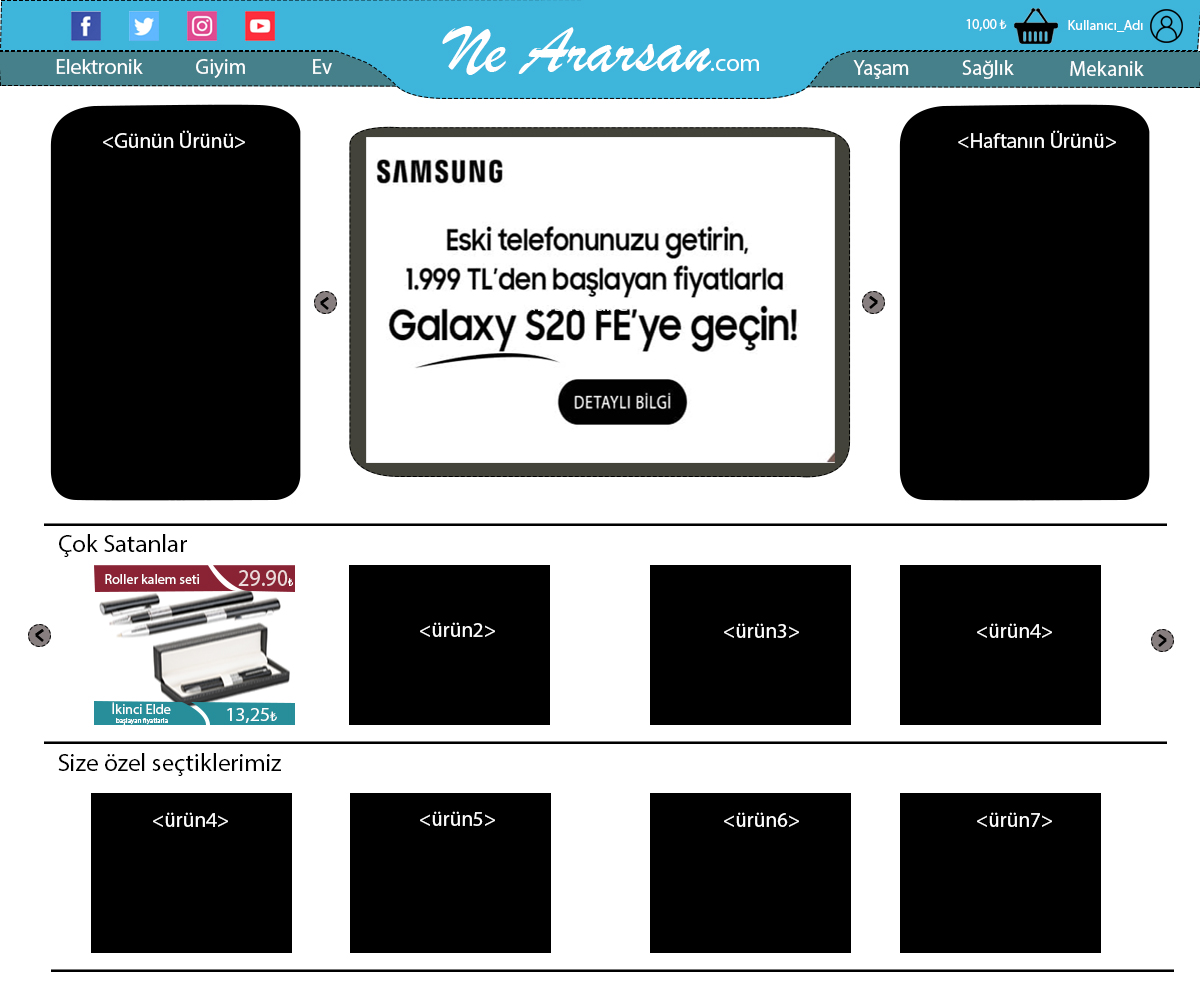 10,00 ₺
Kullanıcı_Adı
Ne Ararsan.com
Elektronik
Giyim
Ev
Yaşam
Sağlık
Mekanik
<Günün Ürünü>
<Haftanın Ürünü>
SAMSUNG
Eski telefonunuzu getirin,
1.999 TL'den başlayan fiyatlarla
Galaxy S20 FE'ye geçin!
DETAYLI BİLGİ
Çok Satanlar
Roller kalem seti
29.90₺
İkinci Elde
başlayan fiyatlarla
13,25₺
<ürün2>
<ürün3>
<ürün4>
Size özel seçtiklerimiz
<ürün4>
<ürün5>
<ürün6>
<ürün7>